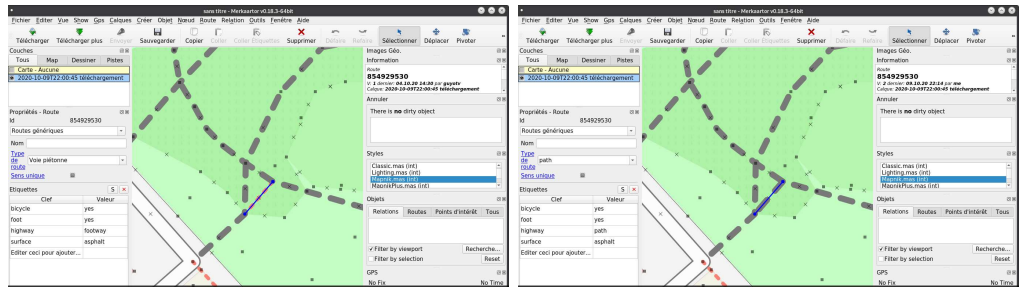 sans titre - Merkaartor v0.18.3-64bit
Fichier Editer Vue Show Gps Calques Créer Objet Nœud Route Relation Outils Fenêtre Aide
Télécharger Télécharger plus Envoyer Sauvegarder Copier Coller Coller Étiquettes Supprimer Défaire Refaire Sélectionner Déplacer Pivoter
Couches
Tous Map Dessiner Pistes
Carte - Aucune
2020-10-09T22:00:45 téléchargement
Propriétés - Route
Id 854929530
Routes génériques
Nom
Type de route Voie piétonne
Sens unique
Etiquettes S
Clef Valeur
bicycle yes
foot yes
highway footway
surface asphalt
Editer ceci pour ajouter...
Images Géo.
Information
Route
854929530
V: 1 dernier: 04.10.20 14:30 par guyotv
Calque: 2020-10-09T22:00:45 téléchargement
Annuler
There is no dirty object
Styles
Classic.mas (int)
Lighting.mas (int)
Mapnik.mas (int)
MapnikPlus.mas (int)
Objets
Relations Routes Points d'intérêt Tous
Filter by viewport Recherche...
Filter by selection Reset
GPS
No Fix No Time
sans titre - Merkaartor v0.18.3-64bit
Fichier Editer Vue Show Gps Calques Créer Objet Nœud Route Relation Outils Fenêtre Aide
Télécharger Télécharger plus Envoyer Sauvegarder Copier Coller Coller Étiquettes Supprimer Défaire Refaire Sélectionner Déplacer Pivoter
Couches
Tous Map Dessiner Pistes
Carte - Aucune
2020-10-09T22:00:45 téléchargement
Propriétés - Route
Id 854929530
Routes génériques
Nom
Type de route path
Sens unique
Etiquettes S
Clef Valeur
bicycle yes
foot yes
highway path
surface asphalt
Editer ceci pour ajouter...
Images Géo.
Information
Route
854929530
V: 2 dernier: 09.10.20 22:14 par me
Calque: 2020-10-09T22:00:45 téléchargement
Annuler
There is no dirty object
Styles
Classic.mas (int)
Lighting.mas (int)
Mapnik.mas (int)
MapnikPlus.mas (int)
Objets
Relations Routes Points d'intérêt Tous
Filter by viewport Recherche...
Filter by selection Reset
GPS
No Fix No Time